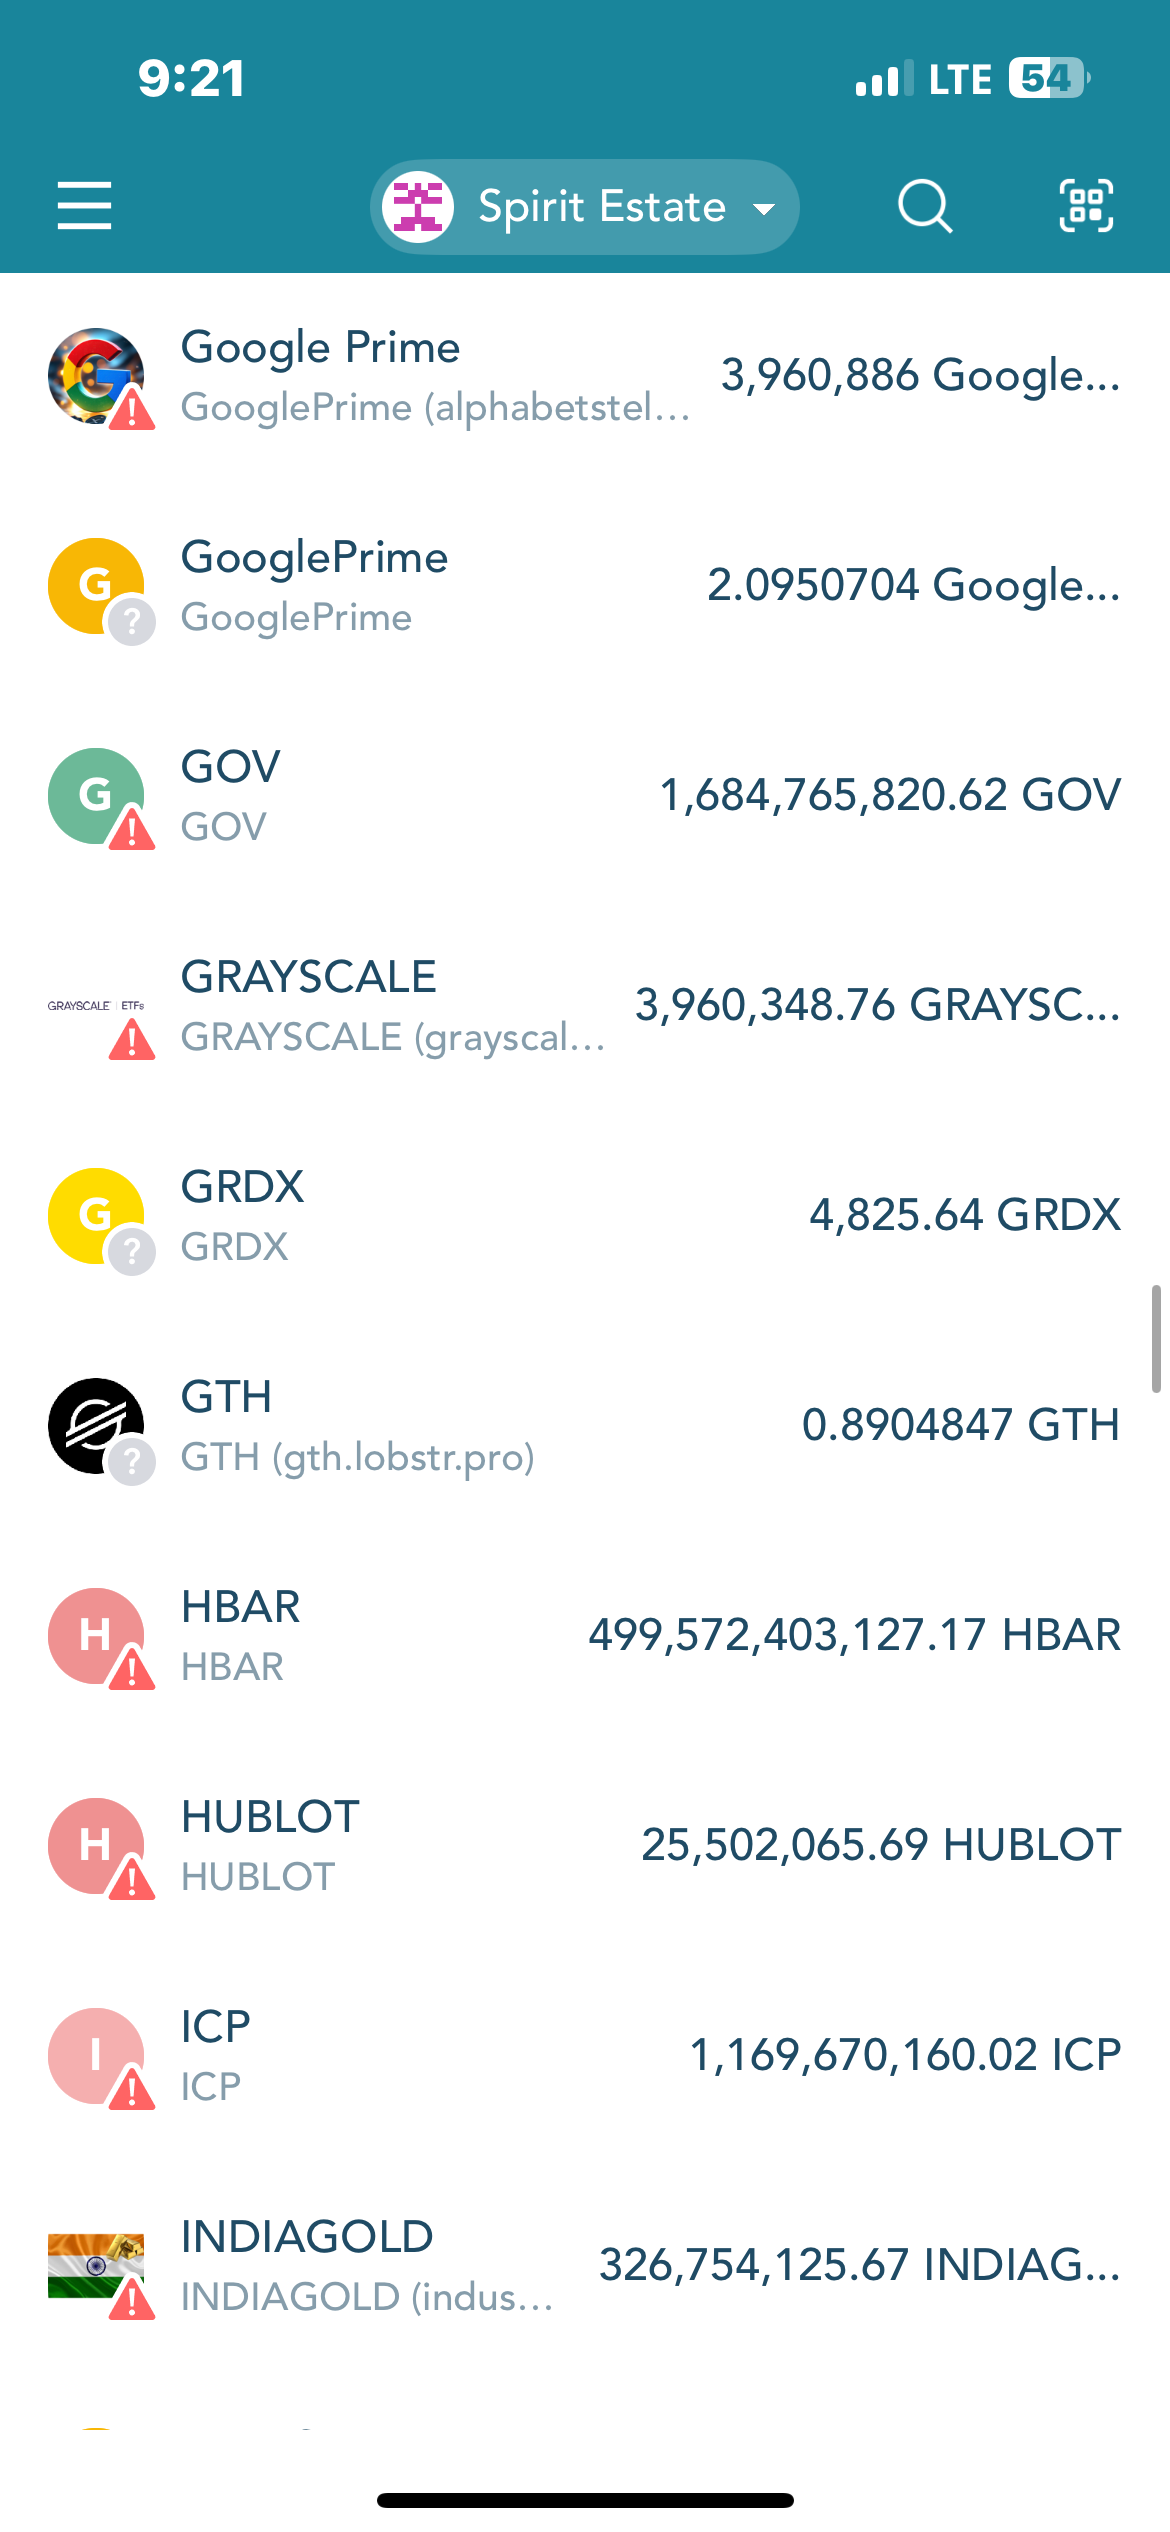 9:21
LTE 54
Spirit Estate
Google Prime
GooglePrime (alphabetstel...
3,960,886 Google...
G
GooglePrime
GooglePrime
2.0950704 Google...
?
G
GOV
GOV
1,684,765,820.62 GOV
GRAYSCALE ETFs
GRAYSCALE
GRAYSCALE (grayscal...
3,960,348.76 GRAYSC...
G
GRDX
GRDX
4,825.64 GRDX
?
GTH
GTH (gth.lobstr.pro)
0.8904847 GTH
?
H
HBAR
HBAR
499,572,403,127.17 HBAR
H
HUBLOT
HUBLOT
25,502,065.69 HUBLOT
I
ICP
ICP
1,169,670,160.02 ICP
INDIAGOLD
INDIAGOLD (indus...
326,754,125.67 INDIAG...